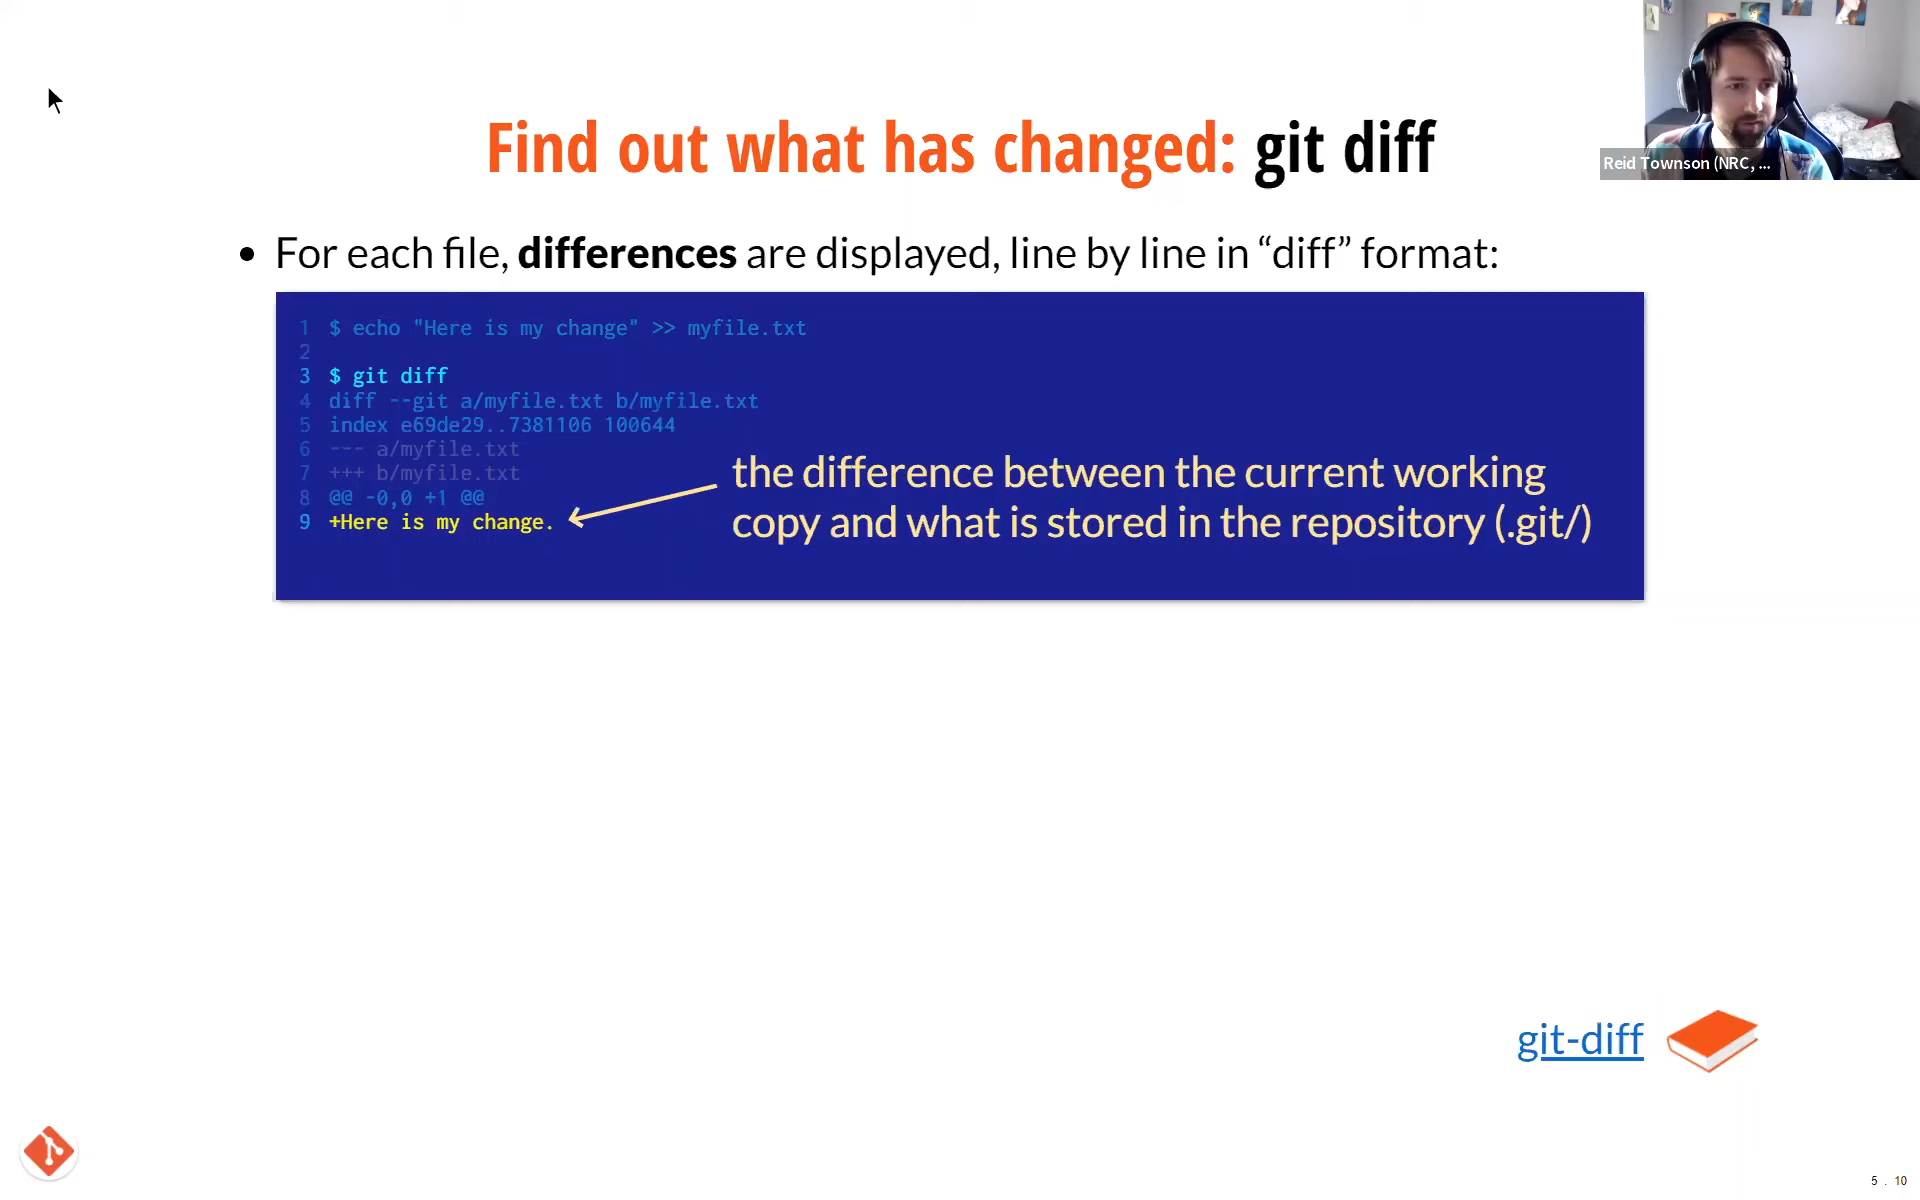 Find out what has changed: git diff
Reid Townson (NRC, ...
• For each file, differences are displayed, line by line in “diff” format:
1 $ echo "Here is my change" >> myfile.txt
2
3 $ git diff
4 diff --git a/myfile.txt b/myfile.txt
5 index e69de29..7381106 100644
6 --- a/myfile.txt
7 +++ b/myfile.txt
8 @@ -0,0 +1 @@
9 +Here is my change.
the difference between the current working
copy and what is stored in the repository (.git/)
git-diff
5 . 10